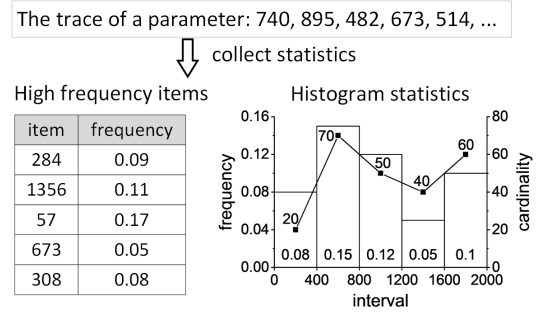 The trace of a parameter: 740, 895, 482, 673, 514, ...
collect statistics
High frequency items
item frequency
284 0.09
1356 0.11
57 0.17
673 0.05
308 0.08
Histogram statistics
0.16 80
70
0.12 60 60
50
0.08 40 40
0.04 20 20
0.08 0.15 0.12 0.05 0.1
0.00 0
0 400 800 1200 1600 2000
frequency
cardinality
interval